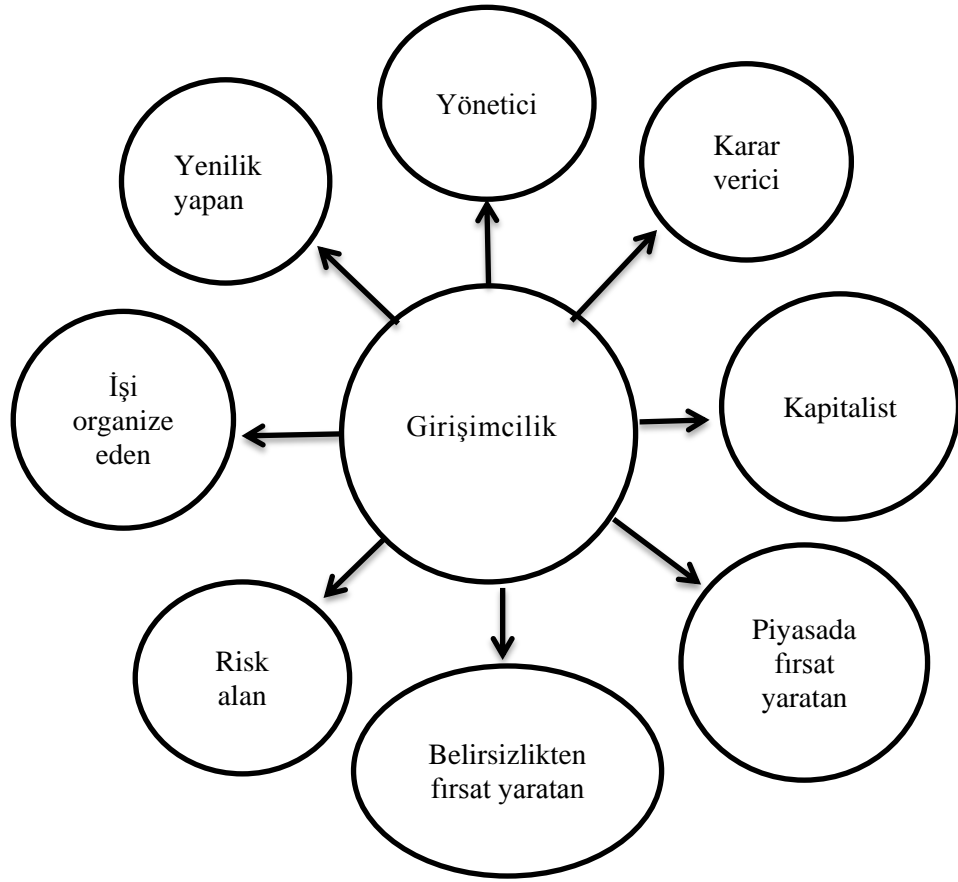 Yönetici
Karar
verici
Yenilik
yapan
İşi
organize
eden
Girişimcilik
Kapitalist
Risk
alan
Piyasada
fırsat
yaratan
Belirsizlikten
fırsat yaratan